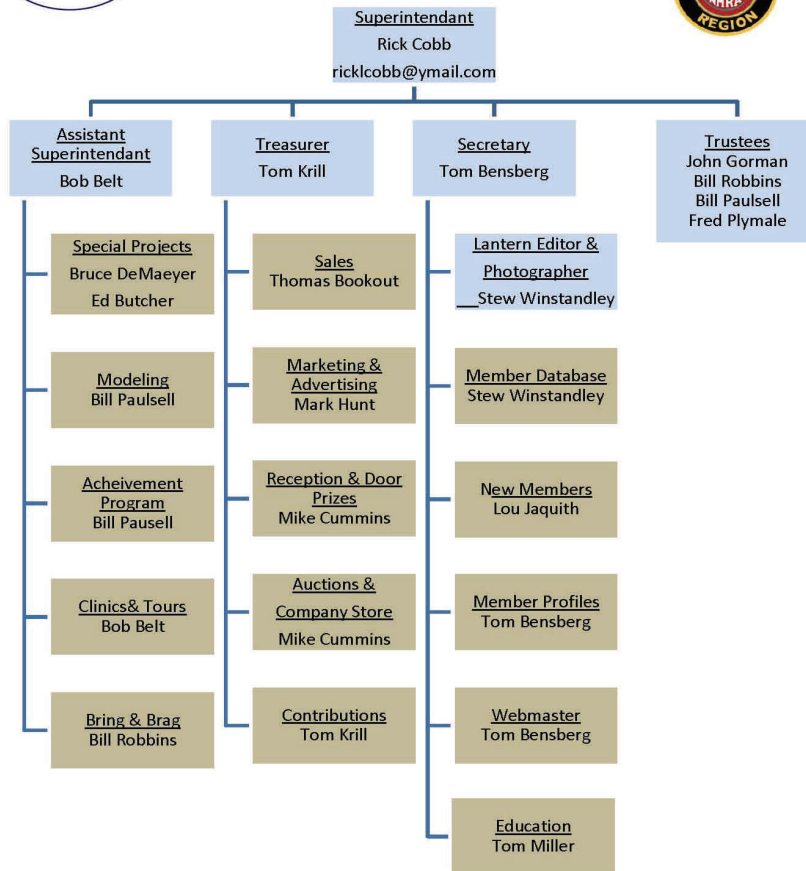 Superintendant
Rick Cobb
ricklcobb@ymail.com
NMRA
REGION
Assistant
Superintendant
Bob Belt
Treasurer
Tom Krill
Secretary
Tom Bensberg
Trustees
John Gorman
Bill Robbins
Bill Paulsell
Fred Plymale
Special Projects
Bruce DeMaeyer
Ed Butcher
Modeling
Bill Paulsell
Acheivement
Program
Bill Pausell
Clinics& Tours
Bob Belt
Bring & Brag
Bill Robbins
Sales
Thomas Bookout
Marketing &
Advertising
Mark Hunt
Reception & Door
Prizes
Mike Cummins
Auctions &
Company Store
Mike Cummins
Contributions
Tom Krill
Lantern Editor &
Photographer
__Stew Winstandley
Member Database
Stew Winstandley
New Members
Lou Jaquith
Member Profiles
Tom Bensberg
Webmaster
Tom Bensberg
Education
Tom Miller